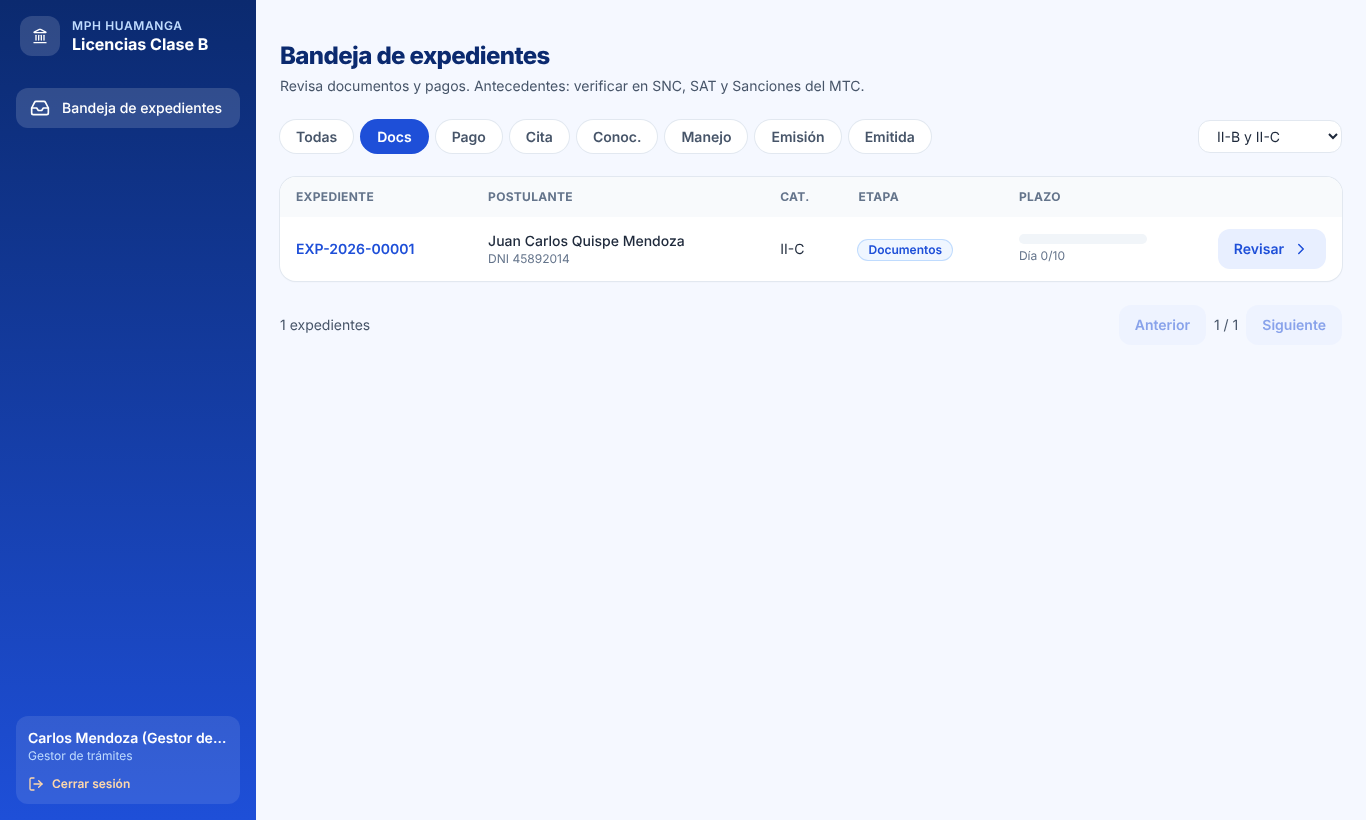 MPH HUAMANGA
Licencias Clase B
Bandeja de expedientes
Carlos Mendoza (Gestor de...
Gestor de trámites
Cerrar sesión
Bandeja de expedientes
Revisa documentos y pagos. Antecedentes: verificar en SNC, SAT y Sanciones del MTC.
Todas Docs Pago Cita Conoc. Manejo Emisión Emitida II-B y II-C
EXPEDIENTE POSTULANTE CAT. ETAPA PLAZO
EXP-2026-00001 Juan Carlos Quispe Mendoza II-C Documentos Revisar
DNI 45892014 Día 0/10
1 expedientes Anterior 1 / 1 Siguiente